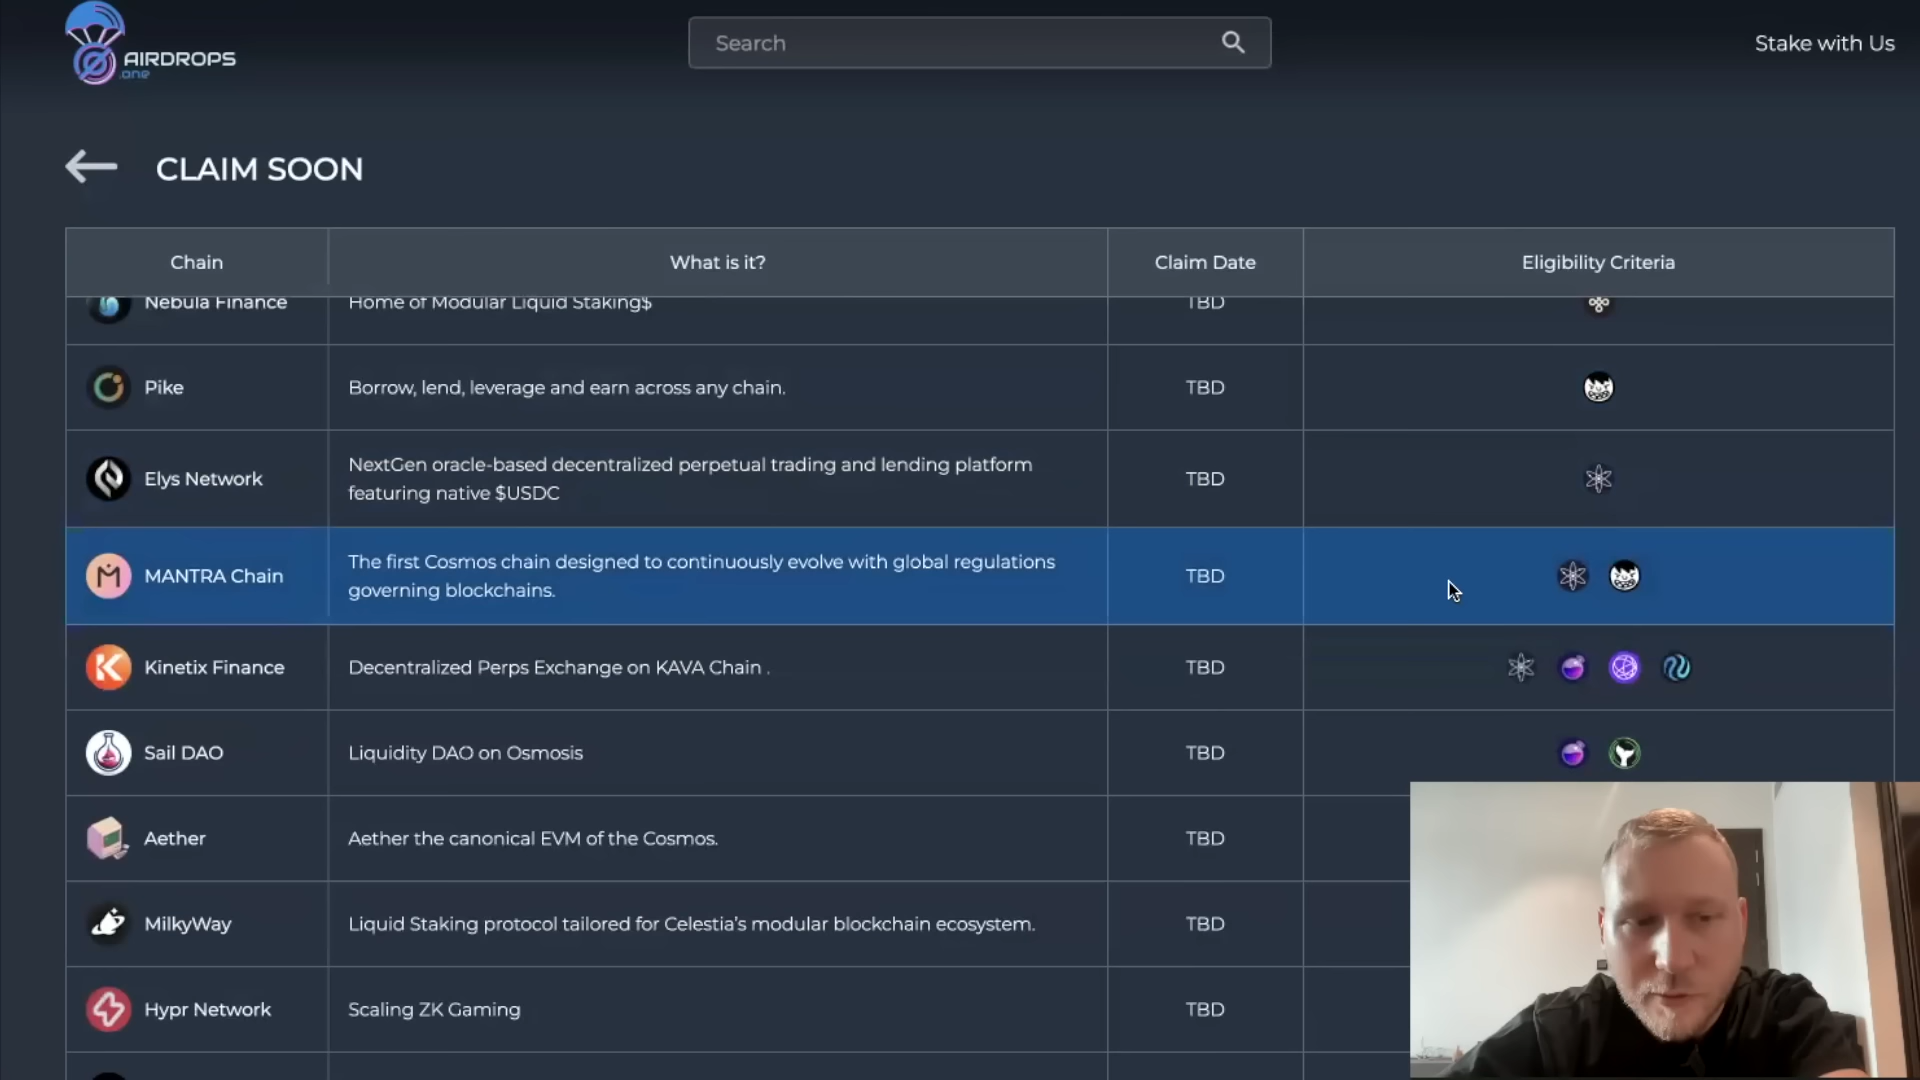 AIRDROPS
.one
Search
Stake with Us
CLAIM SOON
Chain
What is it?
Claim Date
Eligibility Criteria
Nebula Finance
Home of Modular Liquid Staking$
TBD
Pike
Borrow, lend, leverage and earn across any chain.
TBD
Elys Network
NextGen oracle-based decentralized perpetual trading and lending platform
featuring native $USDC
TBD
MANTRA Chain
The first Cosmos chain designed to continuously evolve with global regulations
governing blockchains.
TBD
Kinetix Finance
Decentralized Perps Exchange on KAVA Chain .
TBD
Sail DAO
Liquidity DAO on Osmosis
TBD
Aether
Aether the canonical EVM of the Cosmos.
TBD
MilkyWay
Liquid Staking protocol tailored for Celestia's modular blockchain ecosystem.
TBD
Hypr Network
Scaling ZK Gaming
TBD